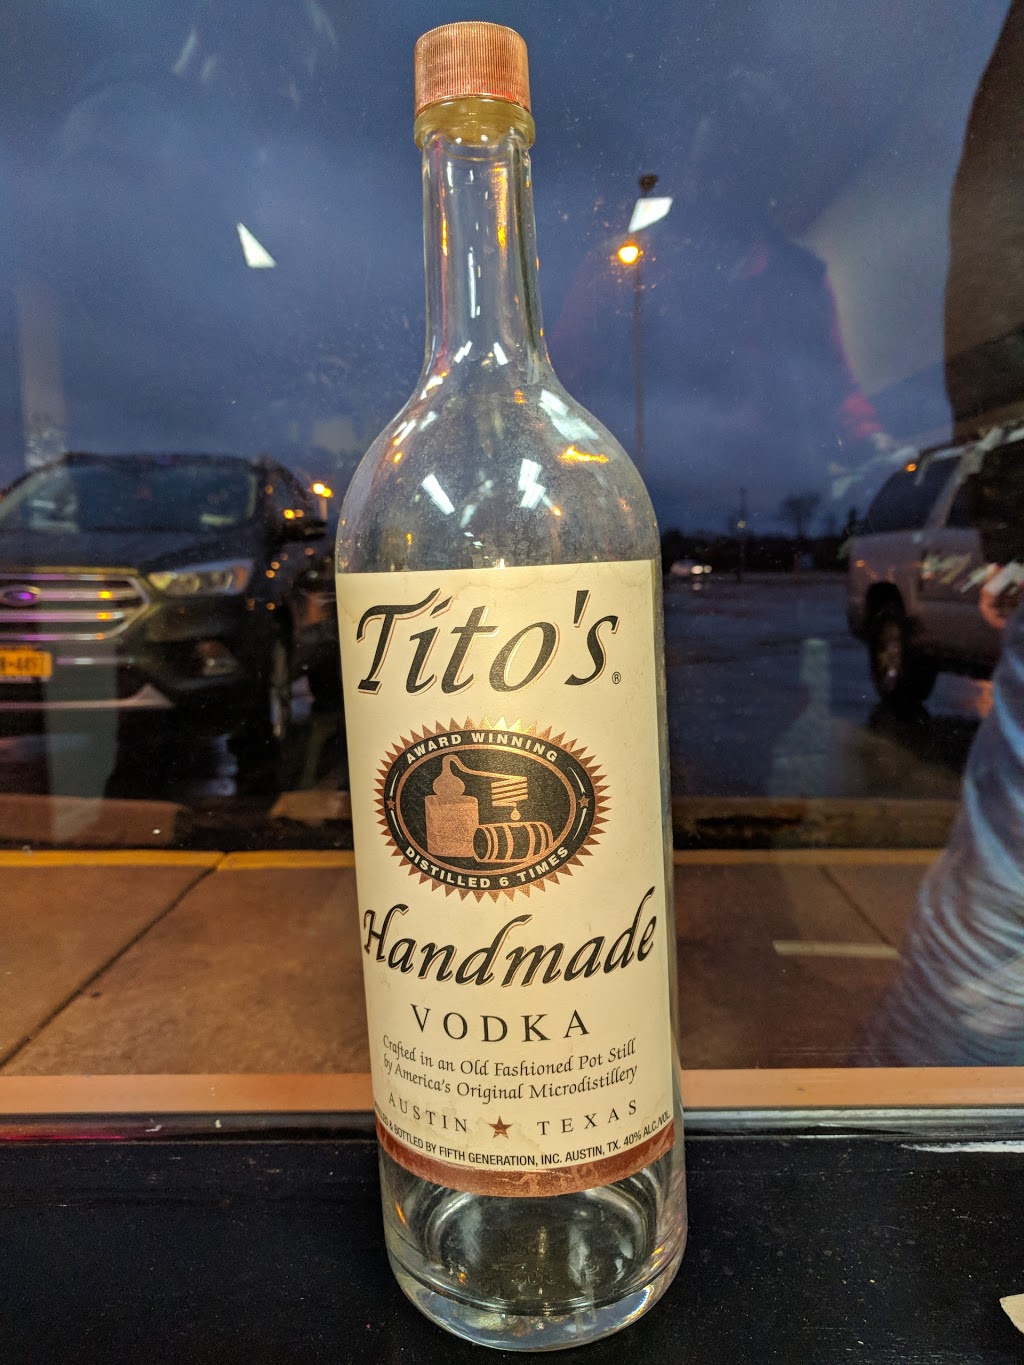 Tito's®
AWARD WINNING
DISTILLED 6 TIMES
Handmade
VODKA
Crafted in an Old Fashioned Pot Still
by America's Original Microdistillery
AUSTIN ★ TEXAS
& BOTTLED BY FIFTH GENERATION, INC. AUSTIN, TX. 40% ALC./VOL.